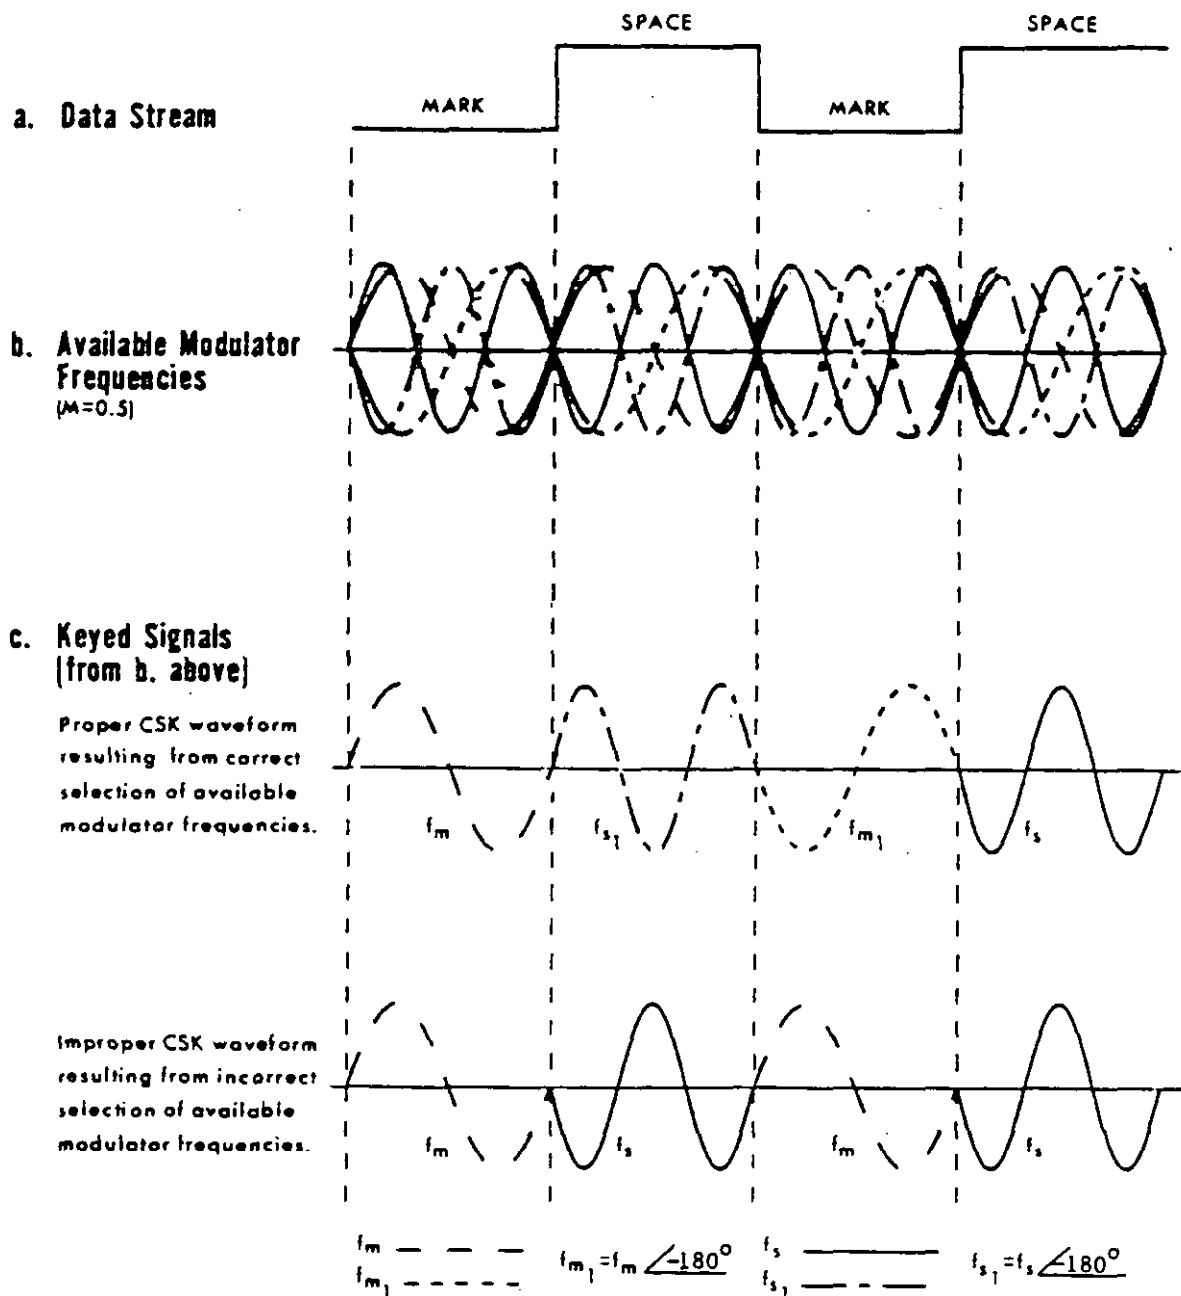 SPACE SPACE
a. Data Stream MARK MARK
b. Available Modulator
Frequencies
(M=0.5)
c. Keyed Signals
(from b. above)
Proper CSK waveform
resulting from correct
selection of available
modulator frequencies.
fm fs1 fm1 fs
Improper CSK waveform
resulting from incorrect
selection of available
modulator frequencies.
fm fs fm fs
fm
fm1
fm1=fm ∠-180°
fs
fs1
fs1=fs ∠-180°